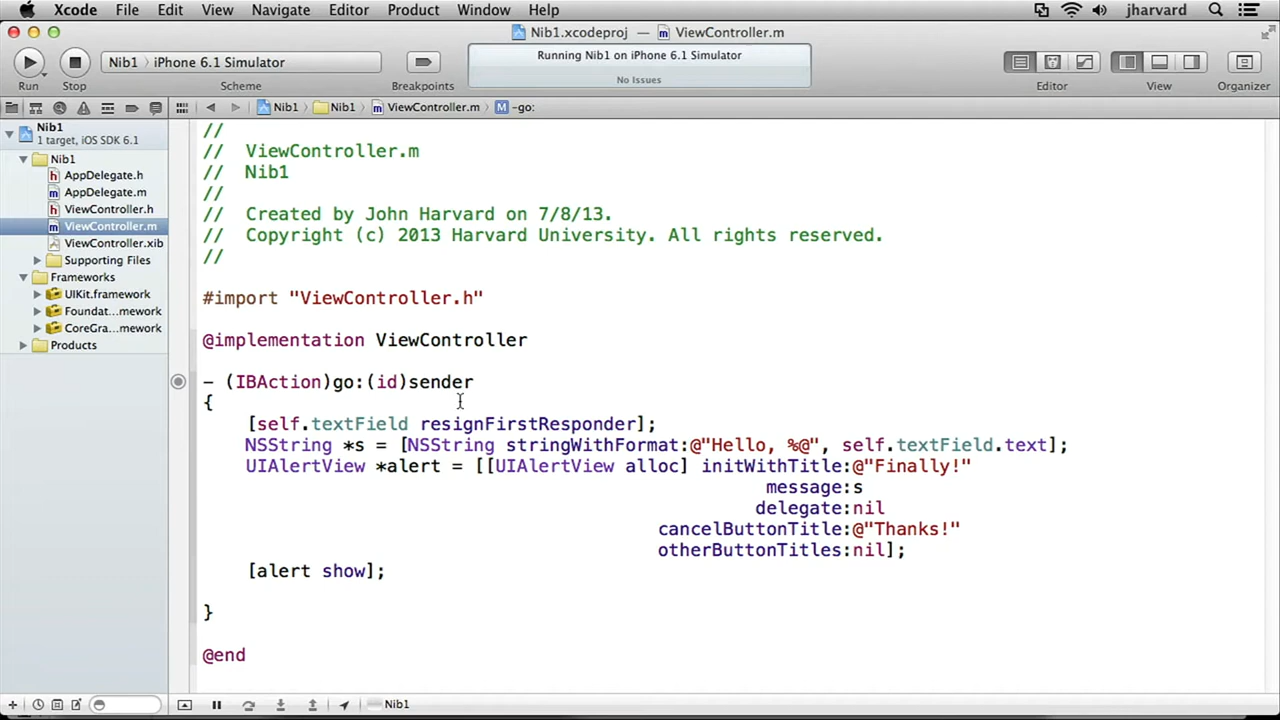 Xcode File Edit View Navigate Editor Product Window Help jharvard
Nib1.xcodeproj — ViewController.m
Nib1 〉 iPhone 6.1 Simulator
Running Nib1 on iPhone 6.1 Simulator
No Issues
Run Stop Scheme Breakpoints Editor View Organizer
Nib1 〉 Nib1 〉 ViewController.m 〉 M -go:
Nib1
1 target, iOS SDK 6.1
Nib1
h AppDelegate.h
m AppDelegate.m
h ViewController.h
m ViewController.m
ViewController.xib
Supporting Files
Frameworks
UIKit.framework
Foundat...mework
CoreGra...mework
Products
//
// ViewController.m
// Nib1
//
// Created by John Harvard on 7/8/13.
// Copyright (c) 2013 Harvard University. All rights reserved.
//
#import "ViewController.h"
@implementation ViewController
- (IBAction)go:(id)sender
{
[self.textField resignFirstResponder];
NSString *s = [NSString stringWithFormat:@"Hello, %@", self.textField.text];
UIAlertView *alert = [[UIAlertView alloc] initWithTitle:@"Finally!"
message:s
delegate:nil
cancelButtonTitle:@"Thanks!"
otherButtonTitles:nil];
[alert show];
}
@end
Nib1